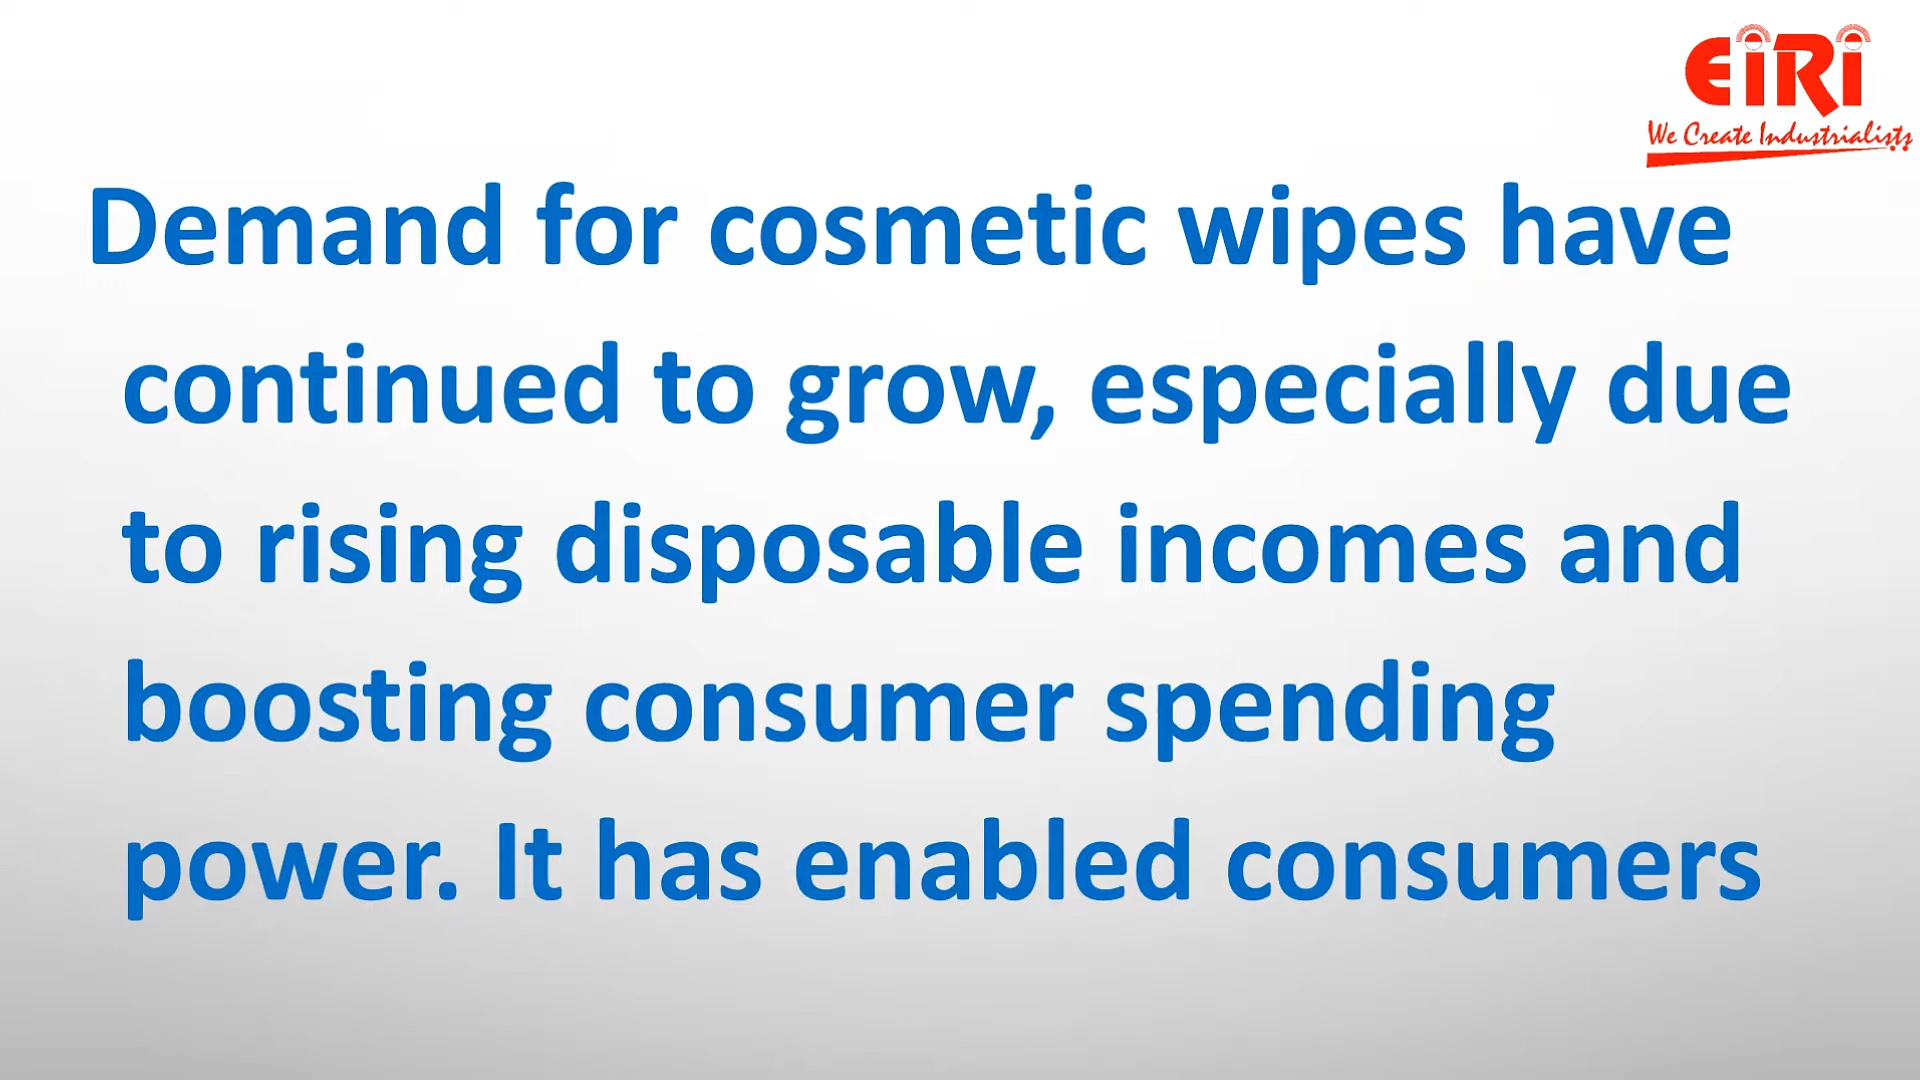 EiRi
We Create Industrialists
Demand for cosmetic wipes have
continued to grow, especially due
to rising disposable incomes and
boosting consumer spending
power. It has enabled consumers